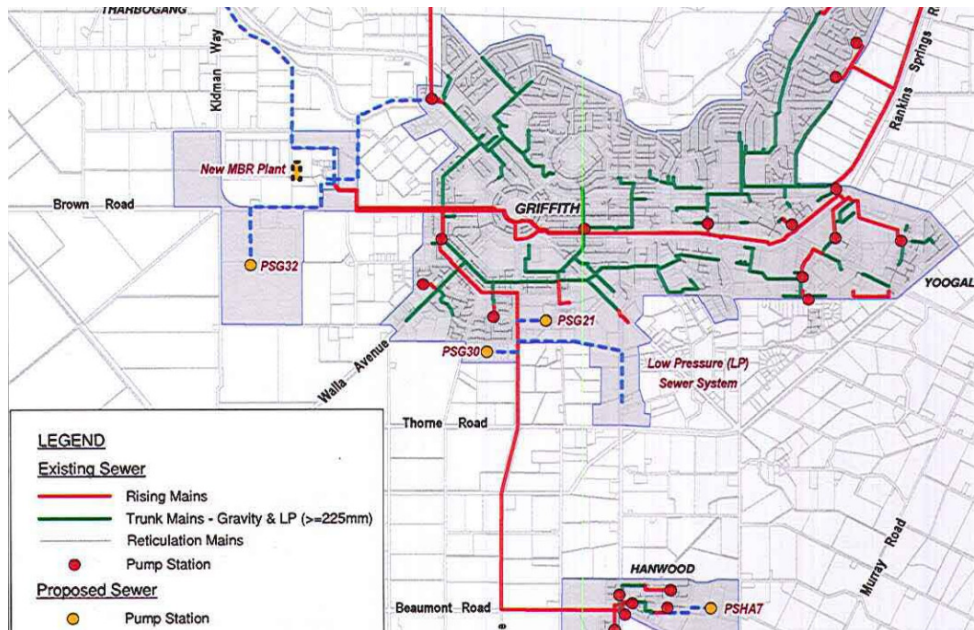 THARBOGANG
Kidman Way
Rankins Springs
New MBR Plant
Brown Road
GRIFFITH
PSG32
YOOGAL
PSG21
PSG30
Walla Avenue
Low Pressure (LP)
Sewer System
Thorne Road
Murray Road
HANWOOD
Beaumont Road
PSHA7
LEGEND
Existing Sewer
Rising Mains
Trunk Mains - Gravity & LP (>=225mm)
Reticulation Mains
Pump Station
Proposed Sewer
Pump Station